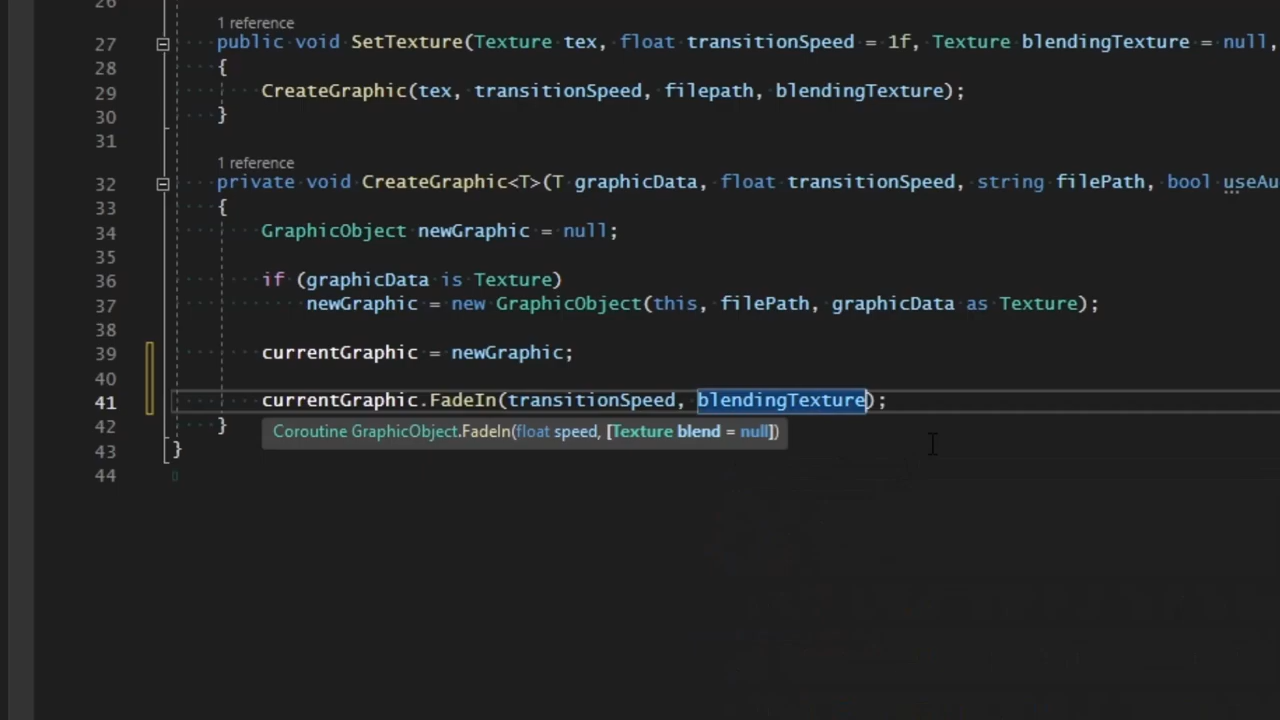 26
1 reference
27 public void SetTexture(Texture tex, float transitionSpeed = 1f, Texture blendingTexture = null,
28 {
29 CreateGraphic(tex, transitionSpeed, filepath, blendingTexture);
30 }
31
1 reference
32 private void CreateGraphic<T>(T graphicData, float transitionSpeed, string filePath, bool useAu
33 {
34 GraphicObject newGraphic = null;
35
36 if (graphicData is Texture)
37 newGraphic = new GraphicObject(this, filePath, graphicData as Texture);
38
39 currentGraphic = newGraphic;
40
41 currentGraphic.FadeIn(transitionSpeed, blendingTexture);
42 }
Coroutine GraphicObject.FadeIn(float speed, [Texture blend = null])
43 }
44